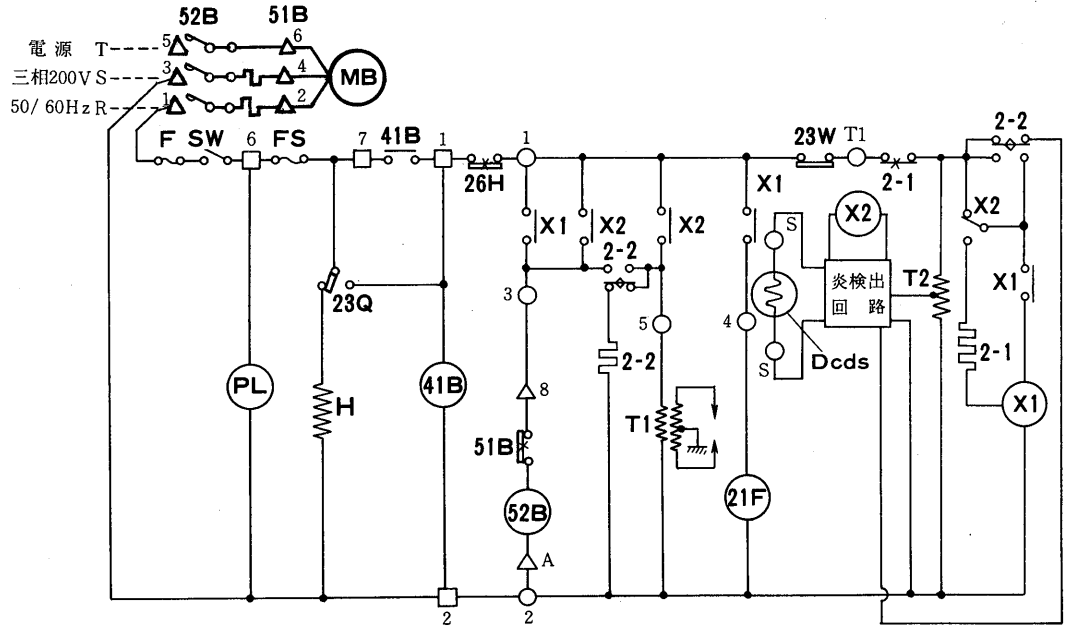 52B 51B
電源 T 5 6
三相200V S 3 4 MB
50/60Hz R 1 2
F SW 6 FS 7 41B 1 26H 1 23W T1 2-1 2-2
X1 X2 X2 X1 S X2 X2
2-2
23Q 3 5 4 炎検出 T2 X1
回路
PL 41B 8 2-2 S Dcds 2-1
H T1 X1
51B
52B 21F
A
2 2